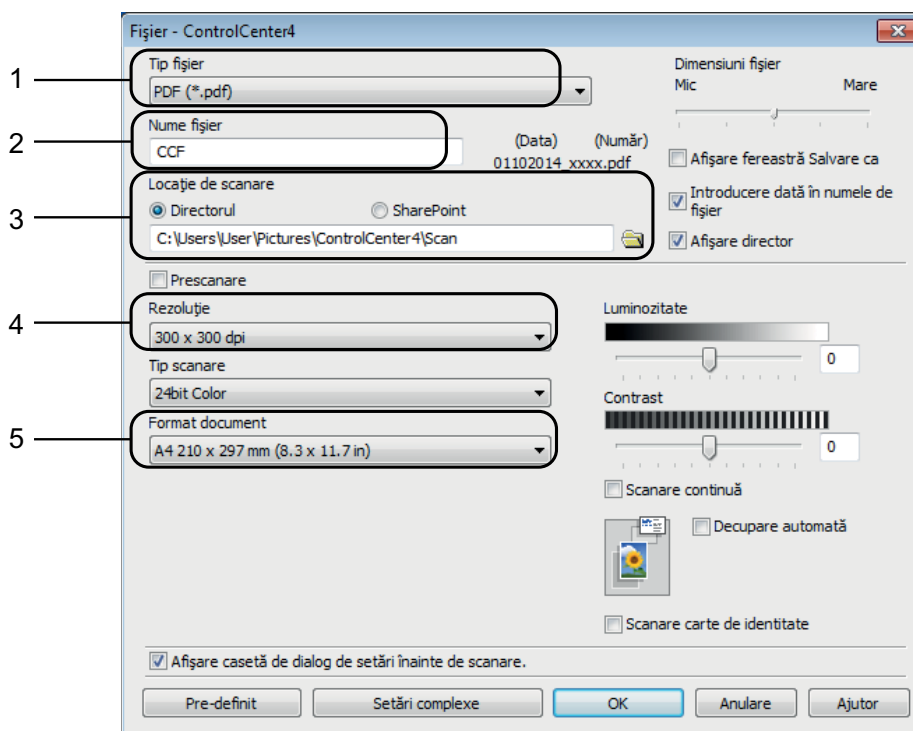 Fişier - ControlCenter4
1
Tip fişier
PDF (*.pdf)
Dimensiuni fişier
Mic Mare
2
Nume fişier
CCF
(Data) (Număr)
01102014_xxxx.pdf
Afişare fereastră Salvare ca
Introducere dată în numele de
fişier
Afişare director
3
Locaţie de scanare
Directorul SharePoint
C:\Users\User\Pictures\ControlCenter4\Scan
Prescanare
4
Rezoluţie
300 x 300 dpi
Tip scanare
24bit Color
5
Format document
A4 210 x 297 mm (8.3 x 11.7 in)
Luminozitate
0
Contrast
0
Scanare continuă
Decupare automată
Scanare carte de identitate
Afişare casetă de dialog de setări înainte de scanare.
Pre-definit Setări complexe OK Anulare Ajutor